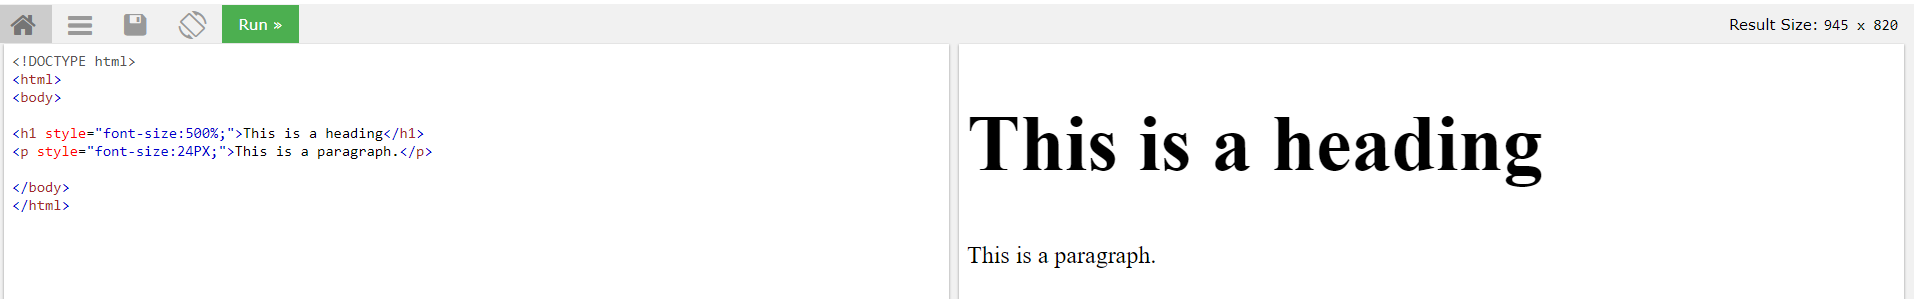 Run »
Result Size: 945 x 820
<!DOCTYPE html>
<html>
<body>
<h1 style="font-size:500%;">This is a heading</h1>
<p style="font-size:24PX;">This is a paragraph.</p>
</body>
</html>
This is a heading
This is a paragraph.